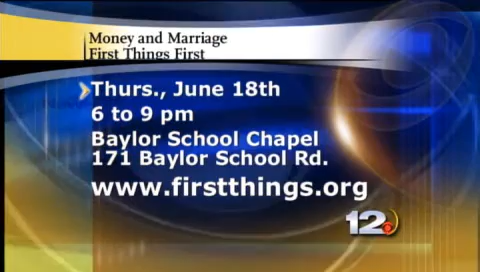 Money and Marriage
First Things First
Thurs., June 18th
6 to 9 pm
Baylor School Chapel
171 Baylor School Rd.
www.firstthings.org
12